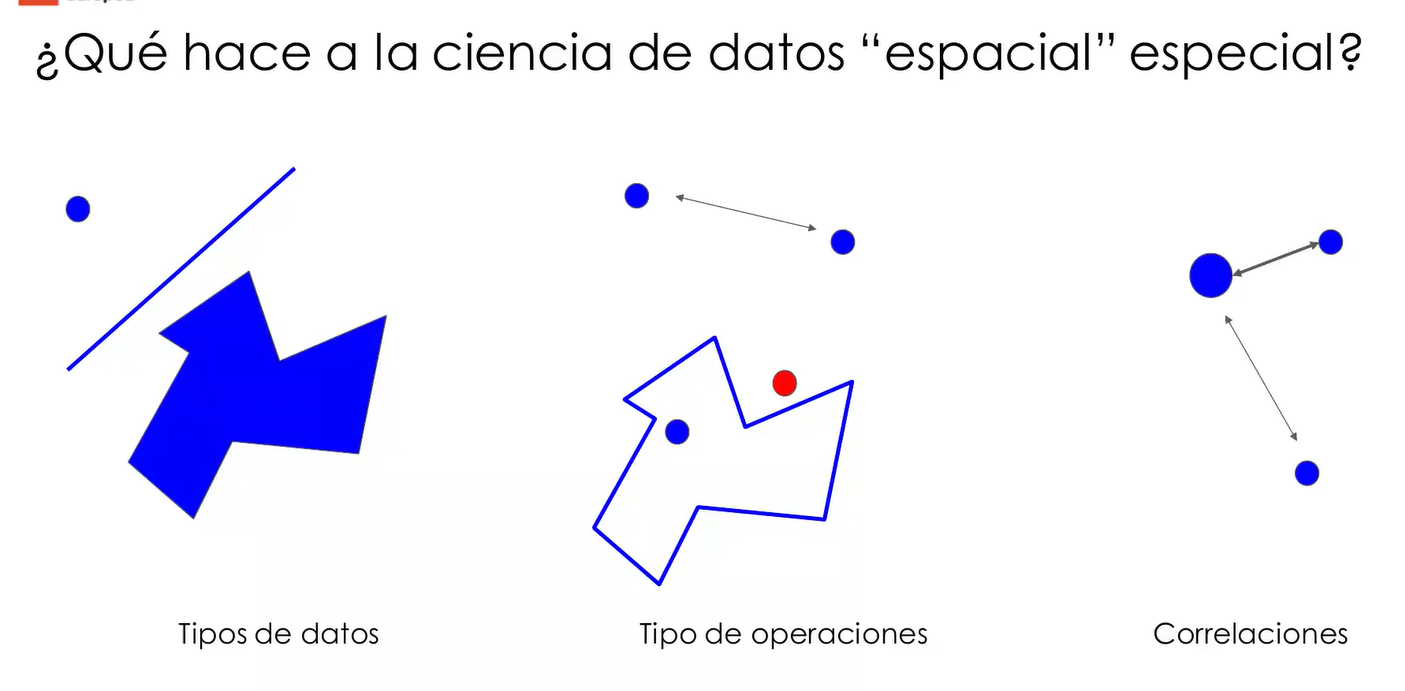 ¿Qué hace a la ciencia de datos “espacial” especial?
Tipos de datos
Tipo de operaciones
Correlaciones